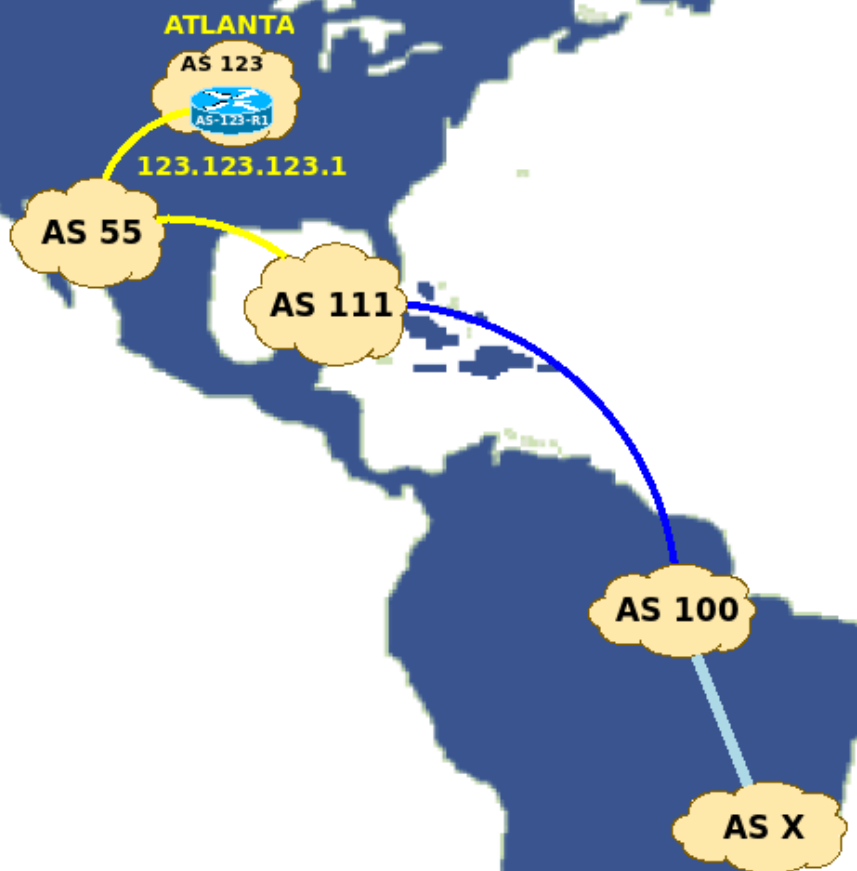 ATLANTA
AS 123
AS-123-R1
123.123.123.1
AS 55
AS 111
AS 100
AS X